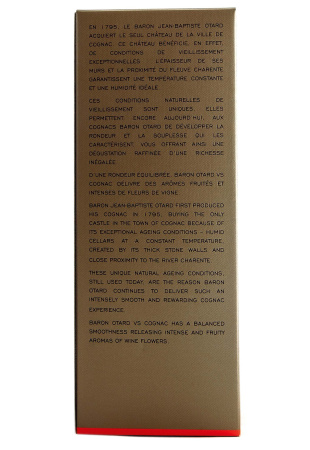 EN 1795, LE BARON JEAN-BAPTISTE OTARD
ACQUIERT LE SEUL CHÂTEAU DE LA VILLE DE
COGNAC. CE CHÂTEAU BÉNÉFICIE, EN EFFET,
DE CONDITIONS DE VIEILLISSEMENT
EXCEPTIONNELLES. L'ÉPAISSEUR DE SES
MURS ET LA PROXIMITÉ DU FLEUVE CHARENTE
GARANTISSENT UNE TEMPÉRATURE CONSTANTE
ET UNE HUMIDITÉ IDÉALE.
CES CONDITIONS NATURELLES DE
VIEILLISSEMENT SONT UNIQUES. ELLES
PERMETTENT, ENCORE AUJOURD'HUI, AUX
COGNACS BARON OTARD DE DÉVELOPPER LA
RONDEUR ET LA SOUPLESSE QUI LES
CARACTÉRISENT, VOUS OFFRANT AINSI UNE
DÉGUSTATION RAFFINÉE D'UNE RICHESSE
INÉGALÉE.
D'UNE RONDEUR ÉQUILIBRÉE, BARON OTARD VS
COGNAC DÉLIVRE DES ARÔMES FRUITÉS ET
INTENSES DE FLEURS DE VIGNE.
BARON JEAN-BAPTISTE OTARD FIRST PRODUCED
HIS COGNAC IN 1795, BUYING THE ONLY
CASTLE IN THE TOWN OF COGNAC BECAUSE OF
ITS EXCEPTIONAL AGEING CONDITIONS - HUMID
CELLARS AT A CONSTANT TEMPERATURE,
CREATED BY ITS THICK STONE WALLS AND
CLOSE PROXIMITY TO THE RIVER CHARENTE.
THESE UNIQUE NATURAL AGEING CONDITIONS,
STILL USED TODAY, ARE THE REASON BARON
OTARD CONTINUES TO DELIVER SUCH AN
INTENSELY SMOOTH AND REWARDING COGNAC
EXPERIENCE.
BARON OTARD VS COGNAC HAS A BALANCED
SMOOTHNESS RELEASING INTENSE AND FRUITY
AROMAS OF WINE FLOWERS.